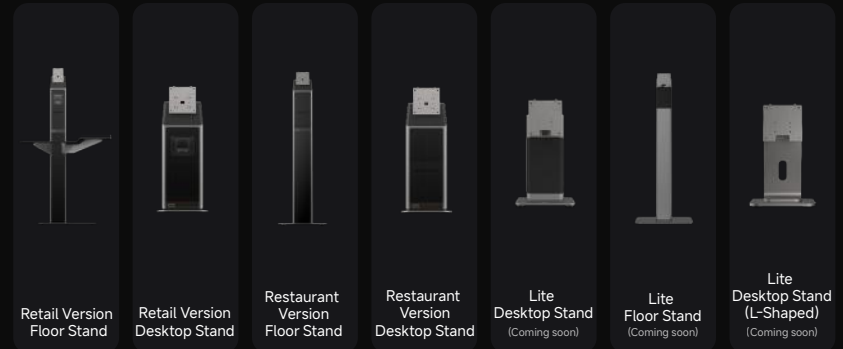 Retail Version
Floor Stand
Retail Version
Desktop Stand
Restaurant
Version
Floor Stand
Restaurant
Version
Desktop Stand
Lite
Desktop Stand
(Coming soon)
Lite
Floor Stand
(Coming soon)
Lite
Desktop Stand
(L-Shaped)
(Coming soon)